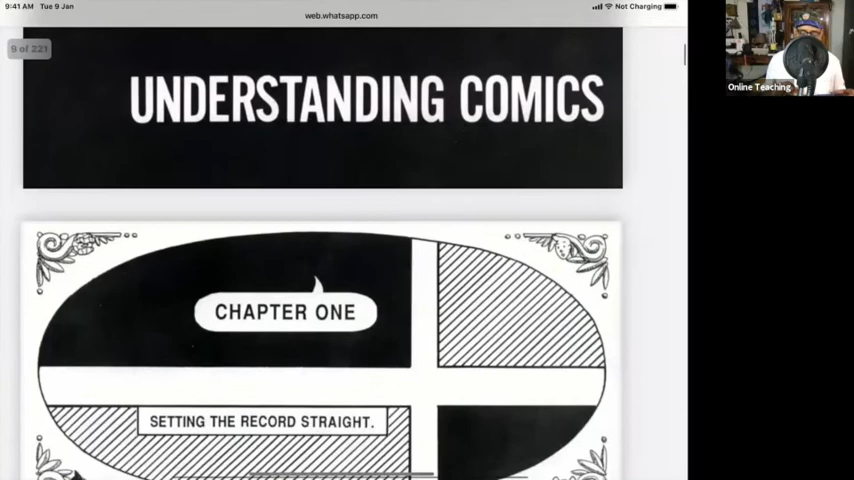 9:41 AM Tue 9 Jan
Not Charging
web.whatsapp.com
9 of 221
UNDERSTANDING COMICS
CHAPTER ONE
SETTING THE RECORD STRAIGHT.
Online Teaching